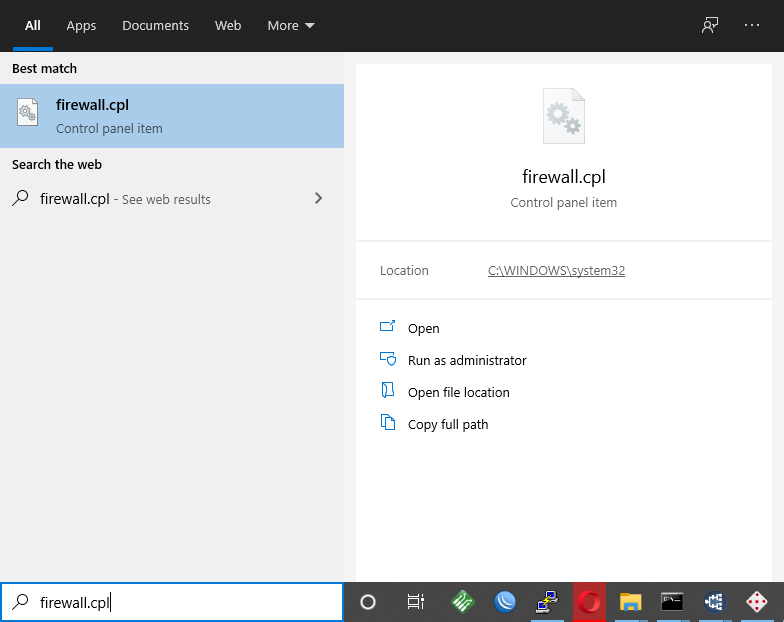 All Apps Documents Web More
Best match
firewall.cpl
Control panel item
Search the web
firewall.cpl - See web results
firewall.cpl
Control panel item
Location C:\WINDOWS\system32
Open
Run as administrator
Open file location
Copy full path
firewall.cpl